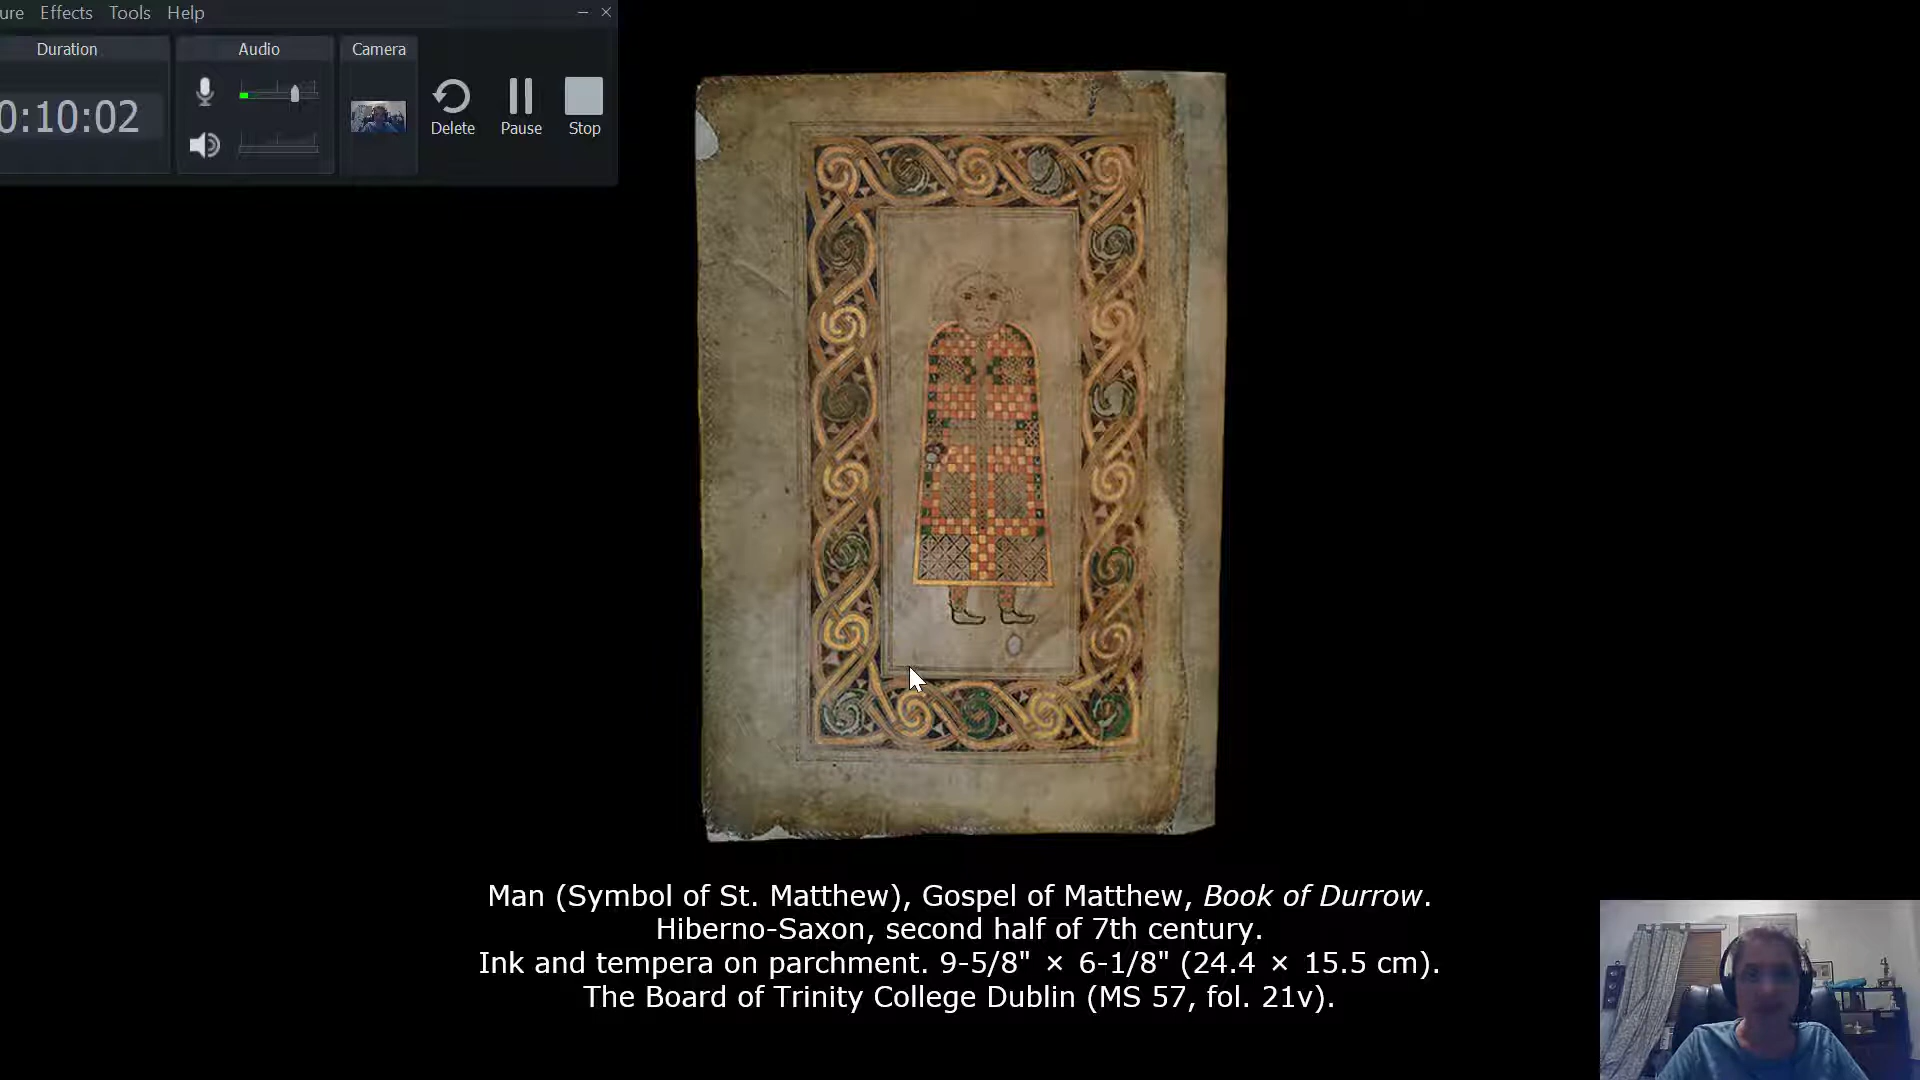 ure Effects Tools Help
Duration Audio Camera
0:10:02
Delete Pause Stop
Man (Symbol of St. Matthew), Gospel of Matthew, Book of Durrow.
Hiberno-Saxon, second half of 7th century.
Ink and tempera on parchment. 9-5/8" × 6-1/8" (24.4 × 15.5 cm).
The Board of Trinity College Dublin (MS 57, fol. 21v).